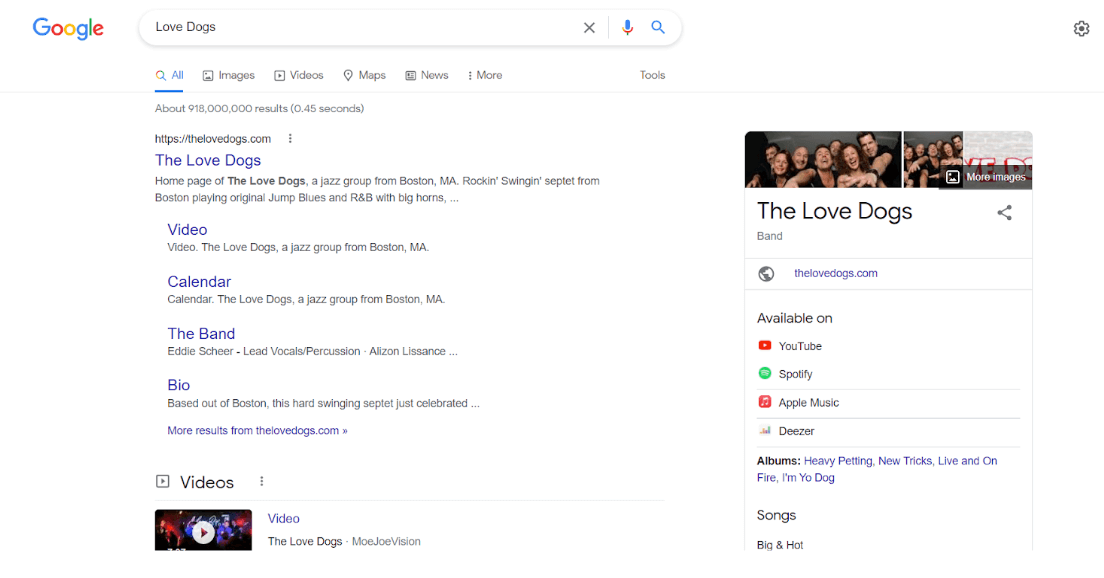 Google
Love Dogs
All
Images
Videos
Maps
News
More
Tools
About 918,000,000 results (0.45 seconds)
https://thelovedogs.com
The Love Dogs
Home page of The Love Dogs, a jazz group from Boston, MA. Rockin' Swingin' septet from
Boston playing original Jump Blues and R&B with big horns, ...
Video
Video. The Love Dogs, a jazz group from Boston, MA.
Calendar
Calendar. The Love Dogs, a jazz group from Boston, MA.
The Band
Eddie Scheer - Lead Vocals/Percussion · Alizon Lissance ...
Bio
Based out of Boston, this hard swinging septet just celebrated ...
More results from thelovedogs.com »
Videos
Video
The Love Dogs · MoeJoeVision
More images
The Love Dogs
Band
thelovedogs.com
Available on
YouTube
Spotify
Apple Music
Deezer
Albums: Heavy Petting, New Tricks, Live and On
Fire, I'm Yo Dog
Songs
Big & Hot